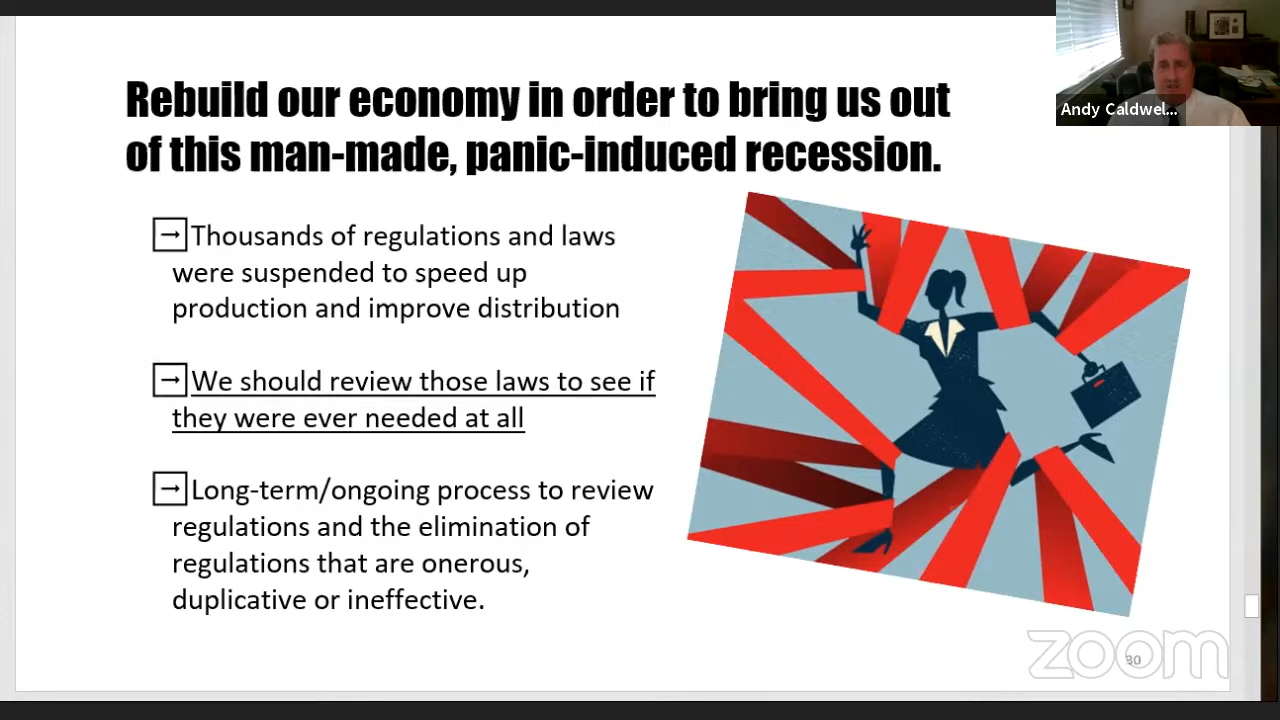 Rebuild our economy in order to bring us out
of this man-made, panic-induced recession.
Andy Caldwel...
→Thousands of regulations and laws
were suspended to speed up
production and improve distribution
→We should review those laws to see if
they were ever needed at all
→Long-term/ongoing process to review
regulations and the elimination of
regulations that are onerous,
duplicative or ineffective.
zoom
30